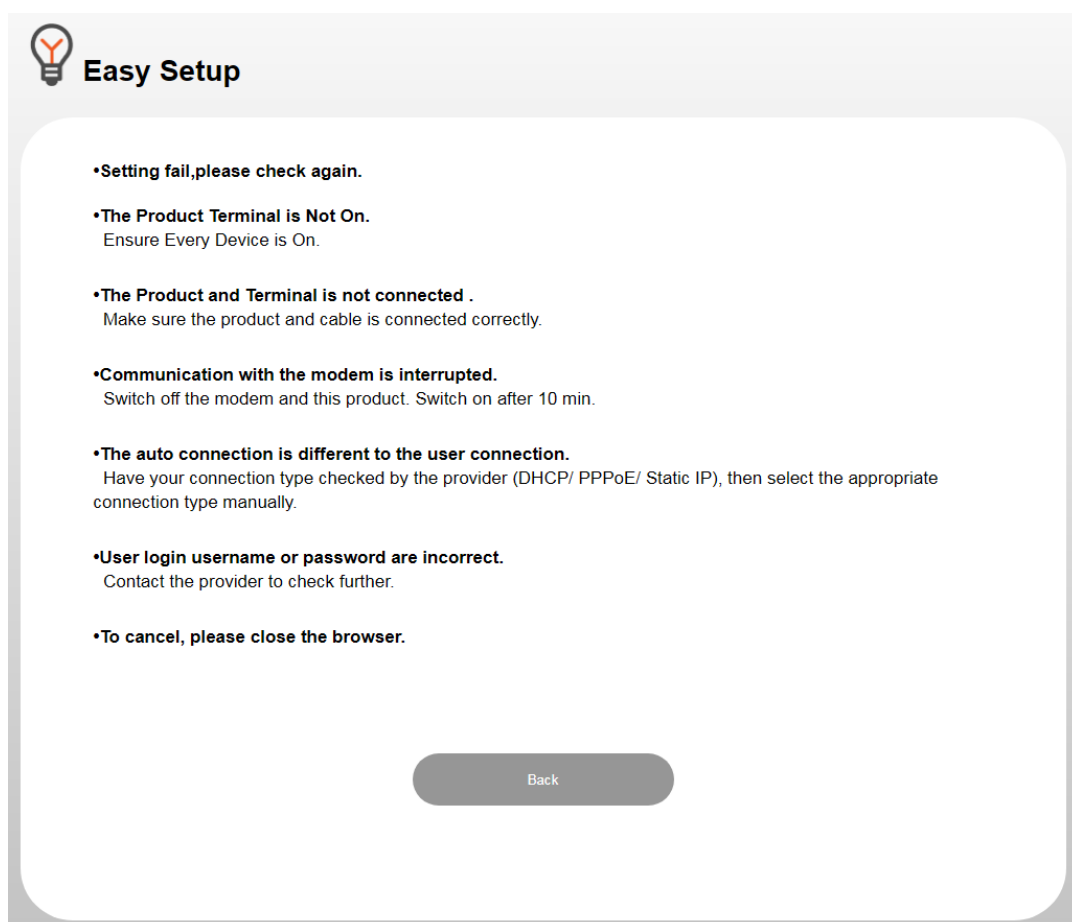 Easy Setup
•Setting fail,please check again.
•The Product Terminal is Not On.
Ensure Every Device is On.
•The Product and Terminal is not connected .
Make sure the product and cable is connected correctly.
•Communication with the modem is interrupted.
Switch off the modem and this product. Switch on after 10 min.
•The auto connection is different to the user connection.
Have your connection type checked by the provider (DHCP/ PPPoE/ Static IP), then select the appropriate
connection type manually.
•User login username or password are incorrect.
Contact the provider to check further.
•To cancel, please close the browser.
Back